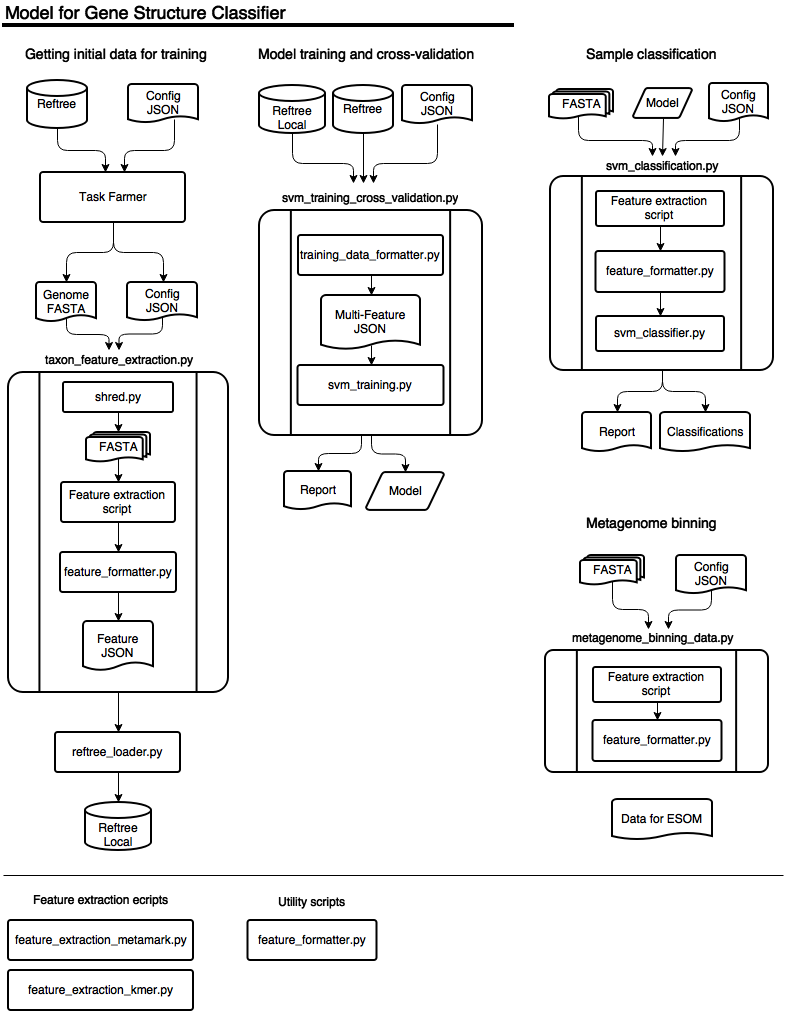 Model for Gene Structure Classifier
Getting initial data for training
Reftree
Config
JSON
Task Farmer
Genome
FASTA
Config
JSON
taxon_feature_extraction.py
shred.py
FASTA
Feature extraction
script
feature_formatter.py
Feature
JSON
reftree_loader.py
Reftree
Local
Model training and cross-validation
Reftree
Local
Reftree
Config
JSON
svm_training_cross_validation.py
training_data_formatter.py
Multi-Feature
JSON
svm_training.py
Report
Model
Sample classification
FASTA
Model
Config
JSON
svm_classification.py
Feature extraction
script
feature_formatter.py
svm_classifier.py
Report
Classifications
Metagenome binning
FASTA
Config
JSON
metagenome_binning_data.py
Feature extraction
script
feature_formatter.py
Data for ESOM
Feature extraction ecripts
feature_extraction_metamark.py
feature_extraction_kmer.py
Utility scripts
feature_formatter.py